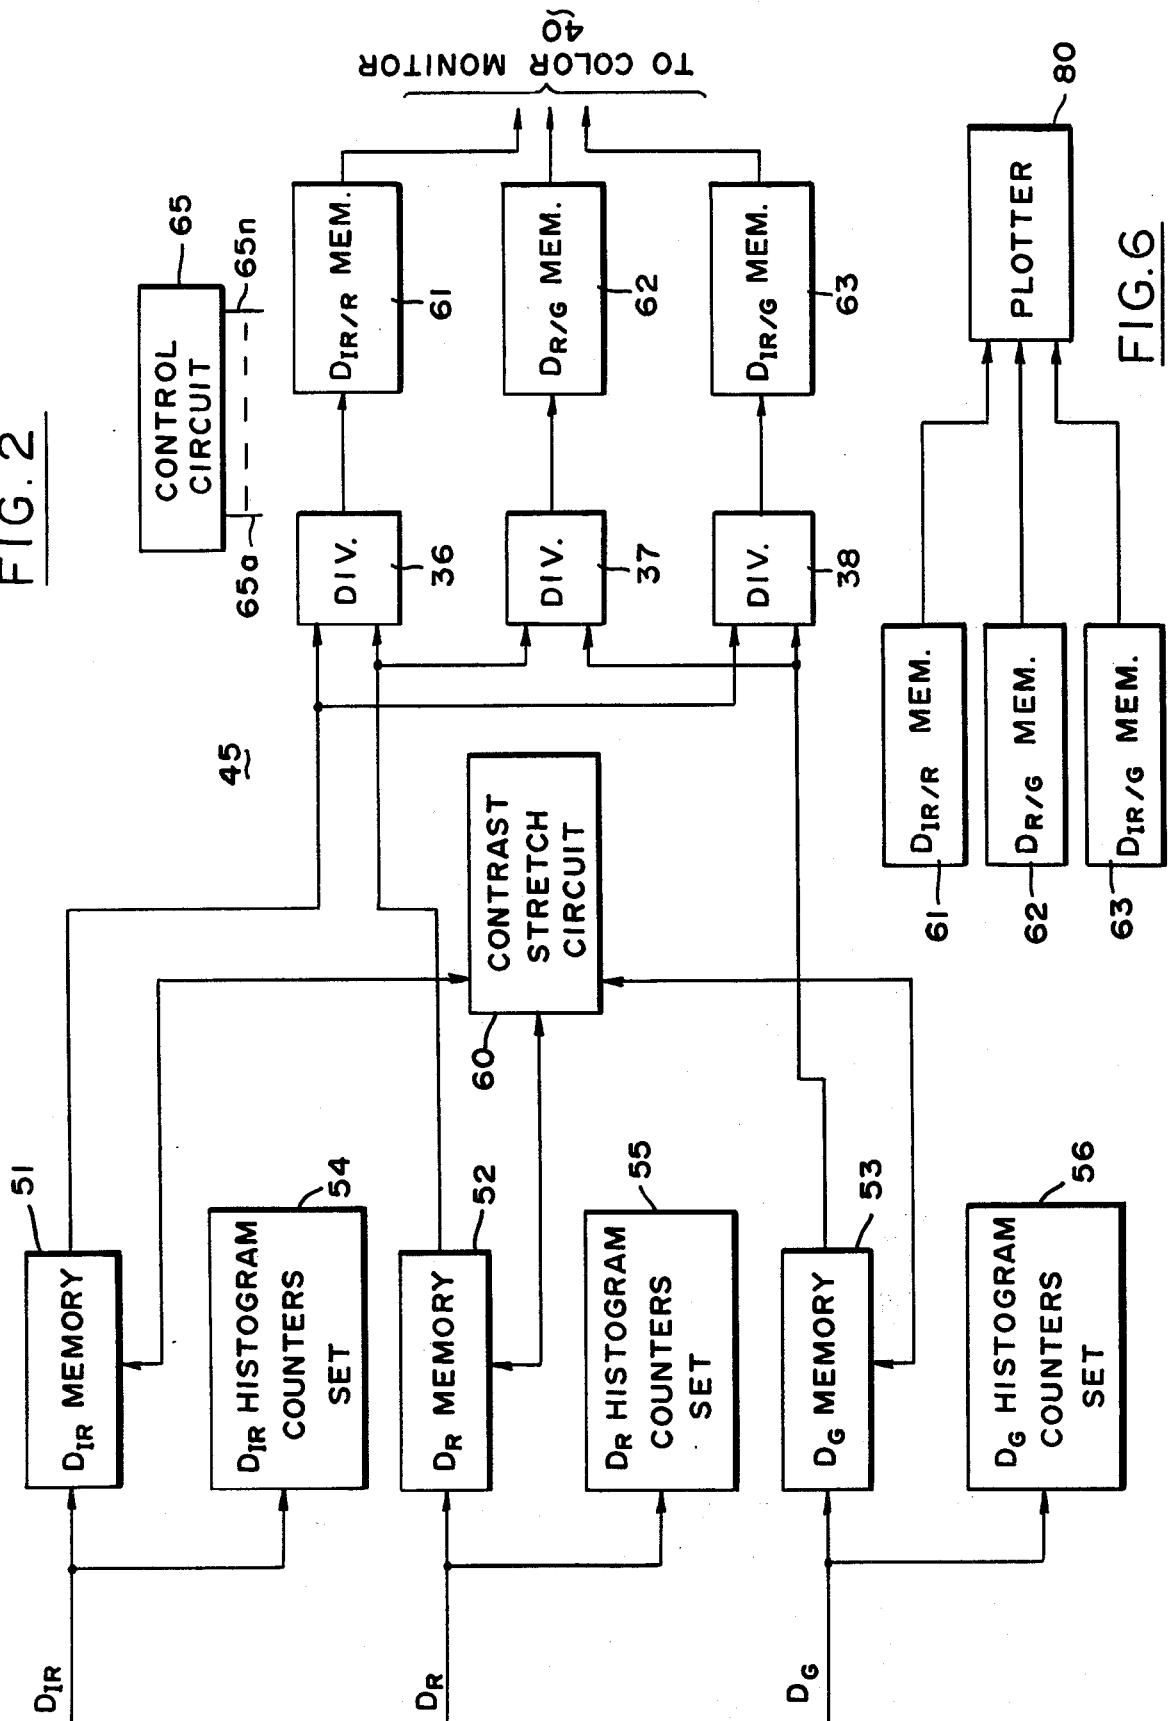 FIG. 2
D_IR
D_IR MEMORY
51
D_IR HISTOGRAM
COUNTERS
SET
54
D_R
D_R MEMORY
52
D_R HISTOGRAM
COUNTERS
SET
55
D_G
D_G MEMORY
53
D_G HISTOGRAM
COUNTERS
SET
56
CONTRAST
STRETCH
CIRCUIT
60
45
CONTROL
CIRCUIT
65
65a
65n
DIV.
36
DIV.
37
DIV.
38
D_IR/R MEM.
61
D_R/G MEM.
62
D_IR/G MEM.
63
TO COLOR MONITOR
40
D_IR/R MEM.
61
D_R/G MEM.
62
D_IR/G MEM.
63
PLOTTER
80
FIG.6